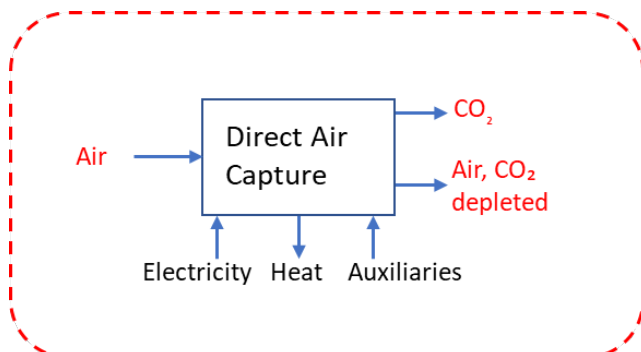 CO₂
Direct Air
Capture
Air
Air, CO₂
depleted
Electricity Heat Auxiliaries